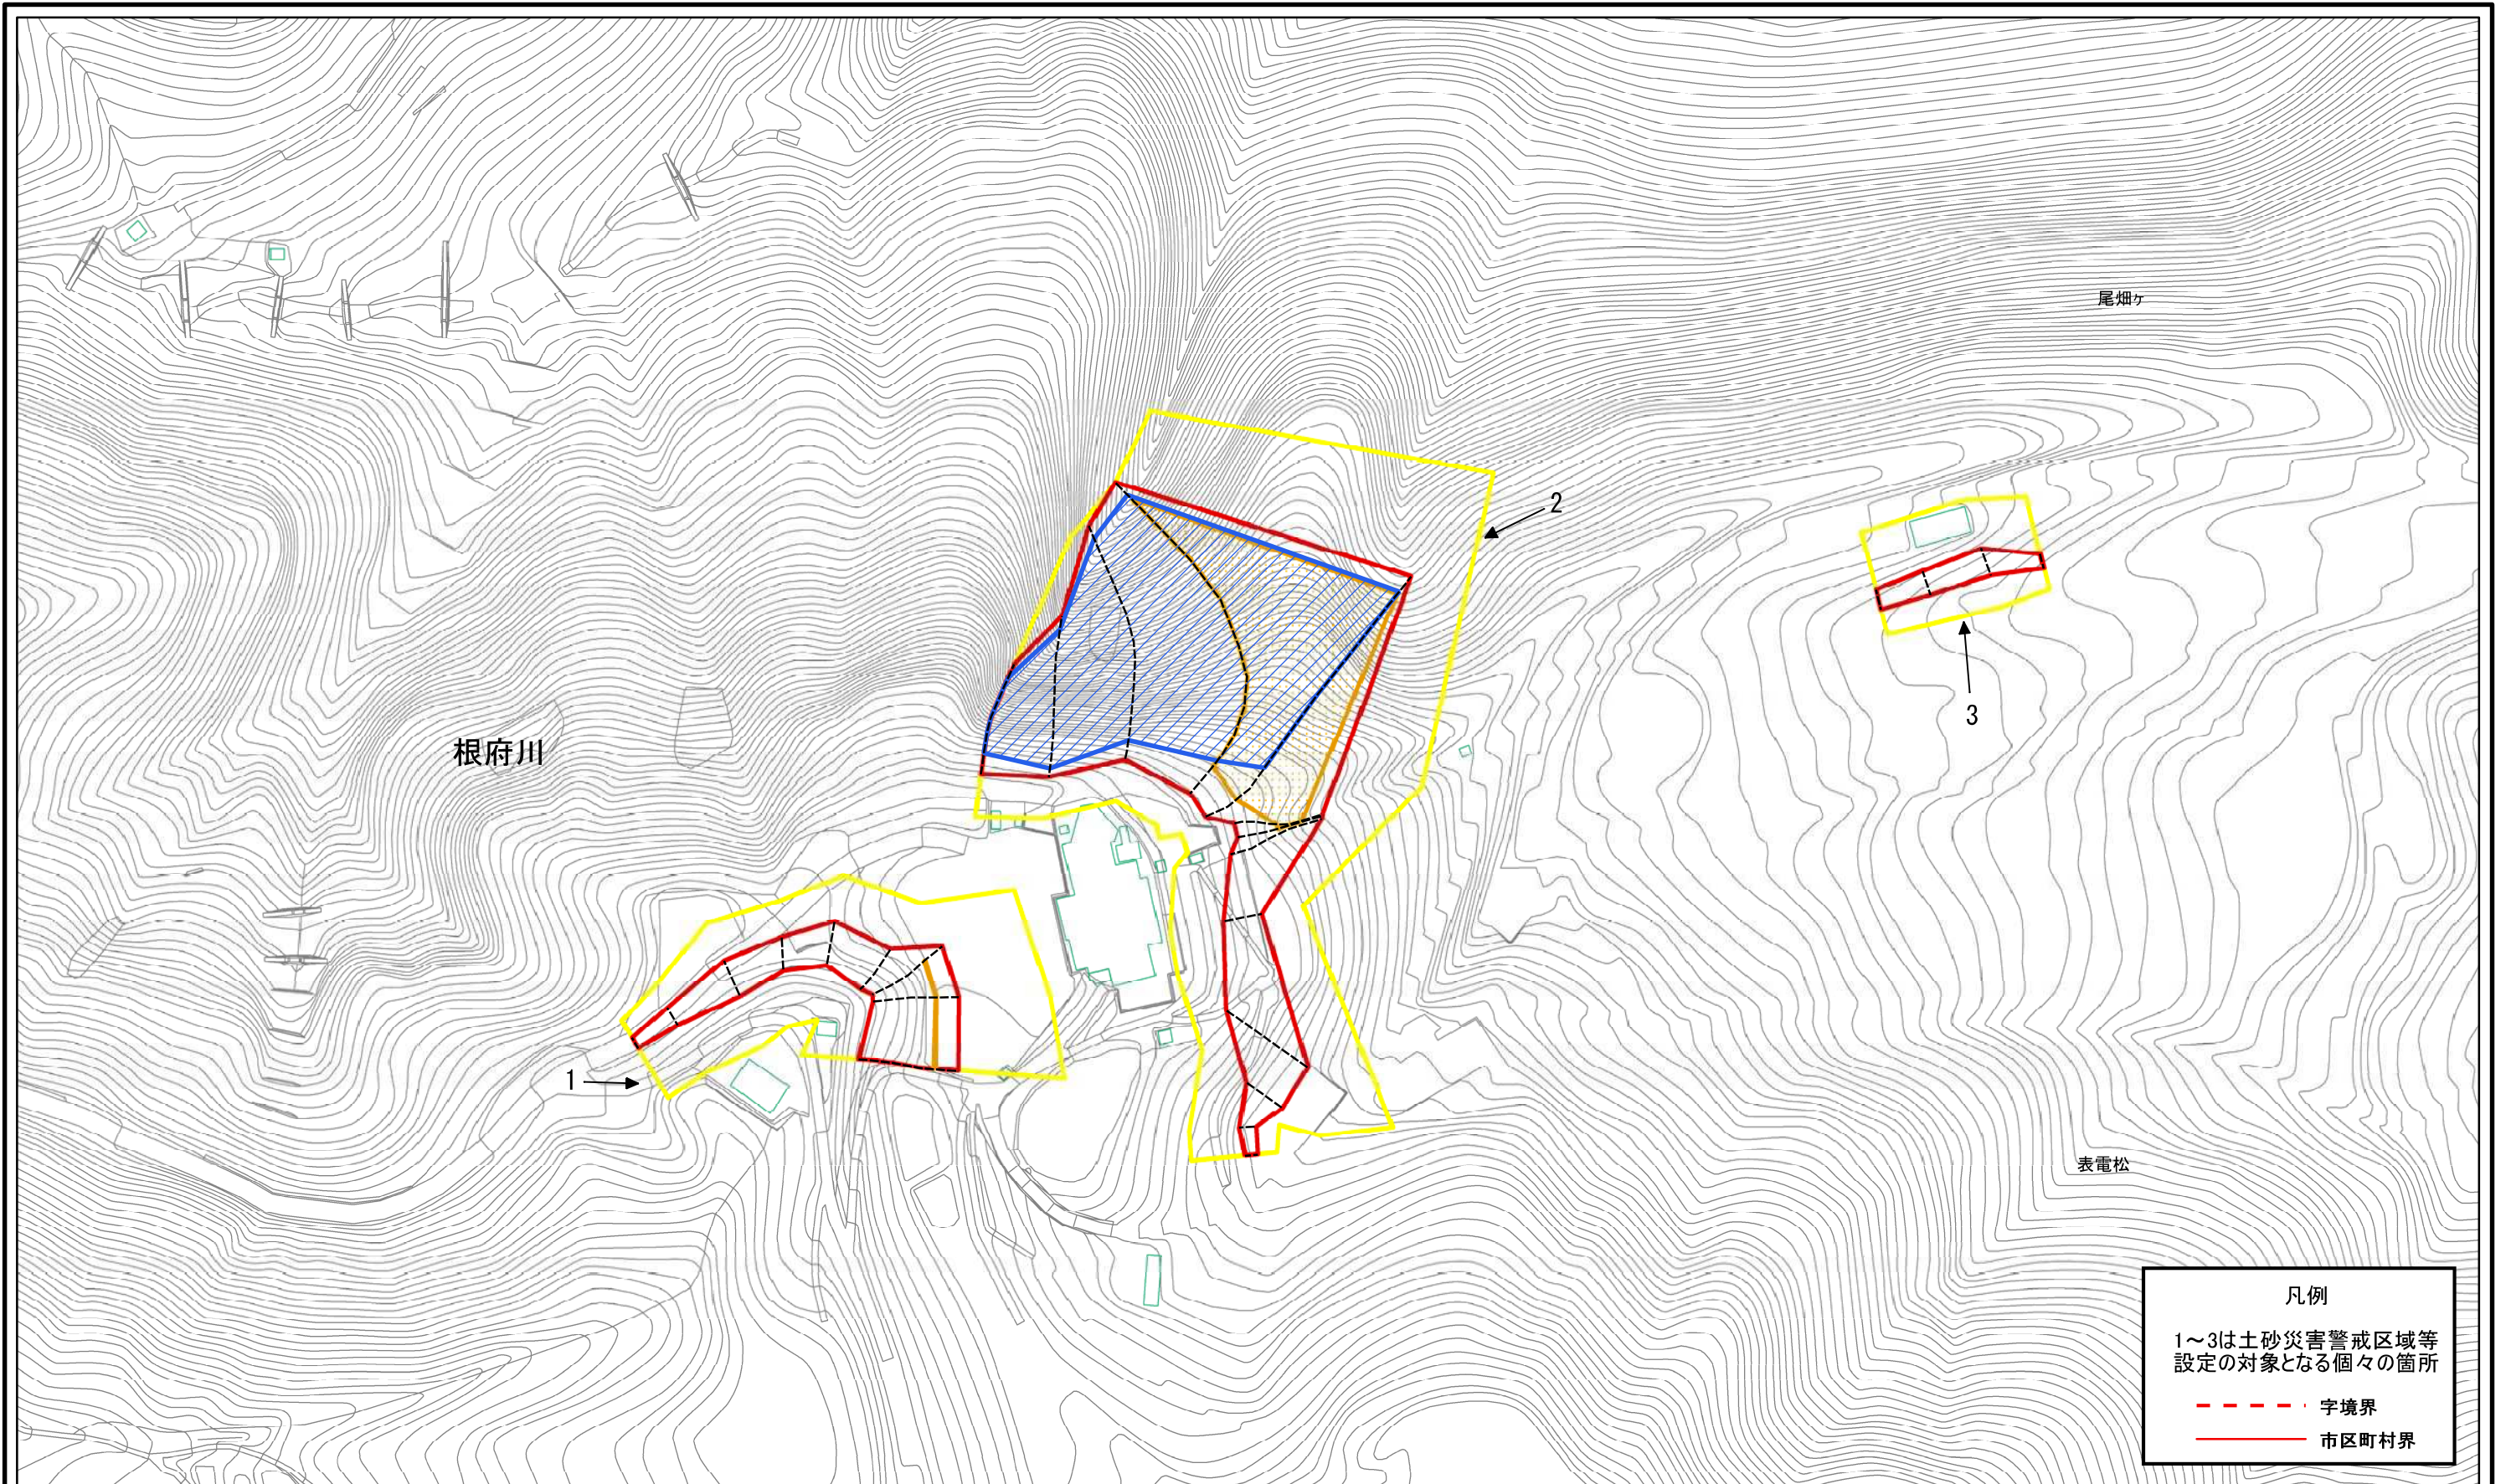 尾畑ヶ
2
3
根府川
1
表電松
凡例
1～3は土砂災害警戒区域等
設定の対象となる個々の箇所
字境界
市区町村界